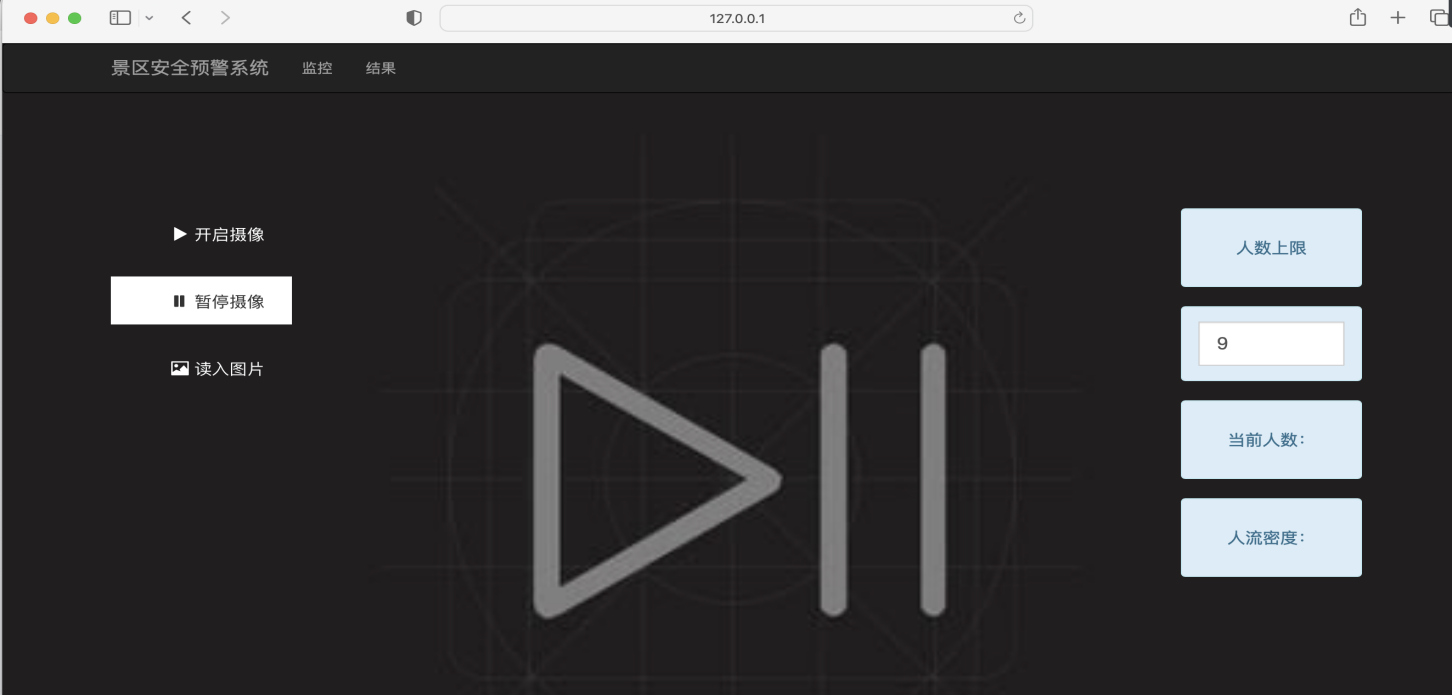 127.0.0.1
景区安全预警系统 监控 结果
开启摄像
暂停摄像
读入图片
人数上限
9
当前人数：
人流密度：